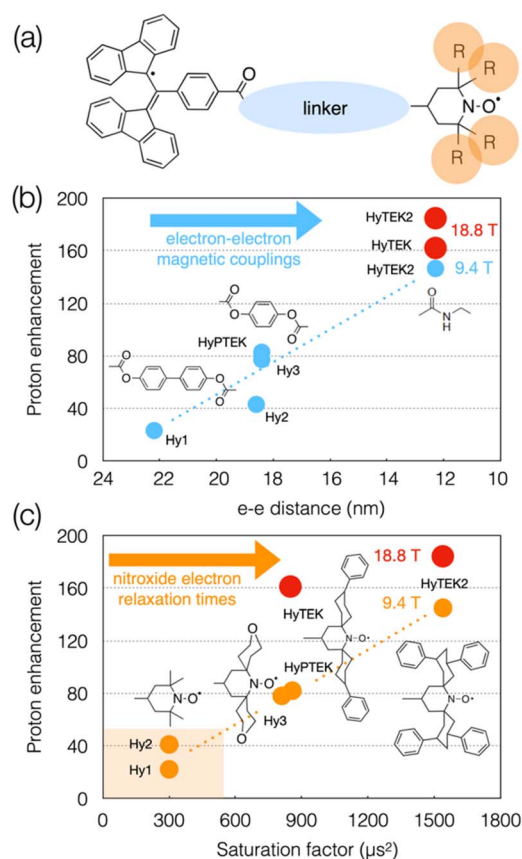 (a)
O
linker
R
R
N-O•
R
R
(b)
200
160
120
80
40
0
Proton enhancement
electron-electron
magnetic couplings
HyTEK2
18.8 T
HyTEK
HyTEK2
9.4 T
O
O
O
O
HyPTEK
Hy3
O
N
H
O
O
O
O
Hy2
Hy1
24
22
20
18
16
14
12
10
e-e distance (nm)
(c)
200
160
120
80
40
0
Proton enhancement
nitroxide electron
relaxation times
18.8 T
HyTEK2
9.4 T
HyTEK
O
N-O•
HyPTEK
N-O•
N-O•
N-O•
Hy3
O
Hy2
Hy1
0
300
600
900
1200
1500
1800
Saturation factor (µs²)